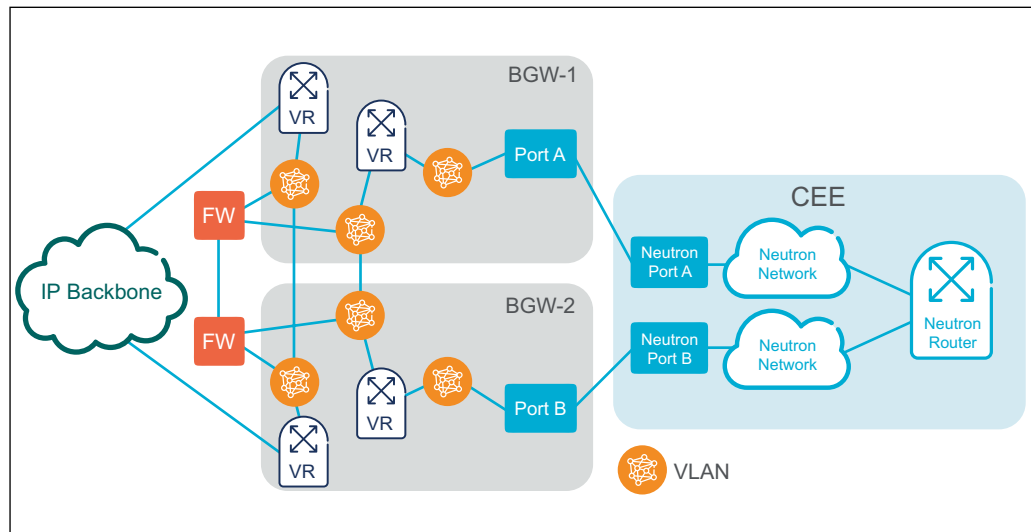 BGW-1
VR
VR
Port A
FW
CEE
Neutron
Port A
Neutron
Network
IP Backbone
Neutron
Router
BGW-2
FW
Neutron
Port B
Neutron
Network
VR
Port B
VR
VLAN